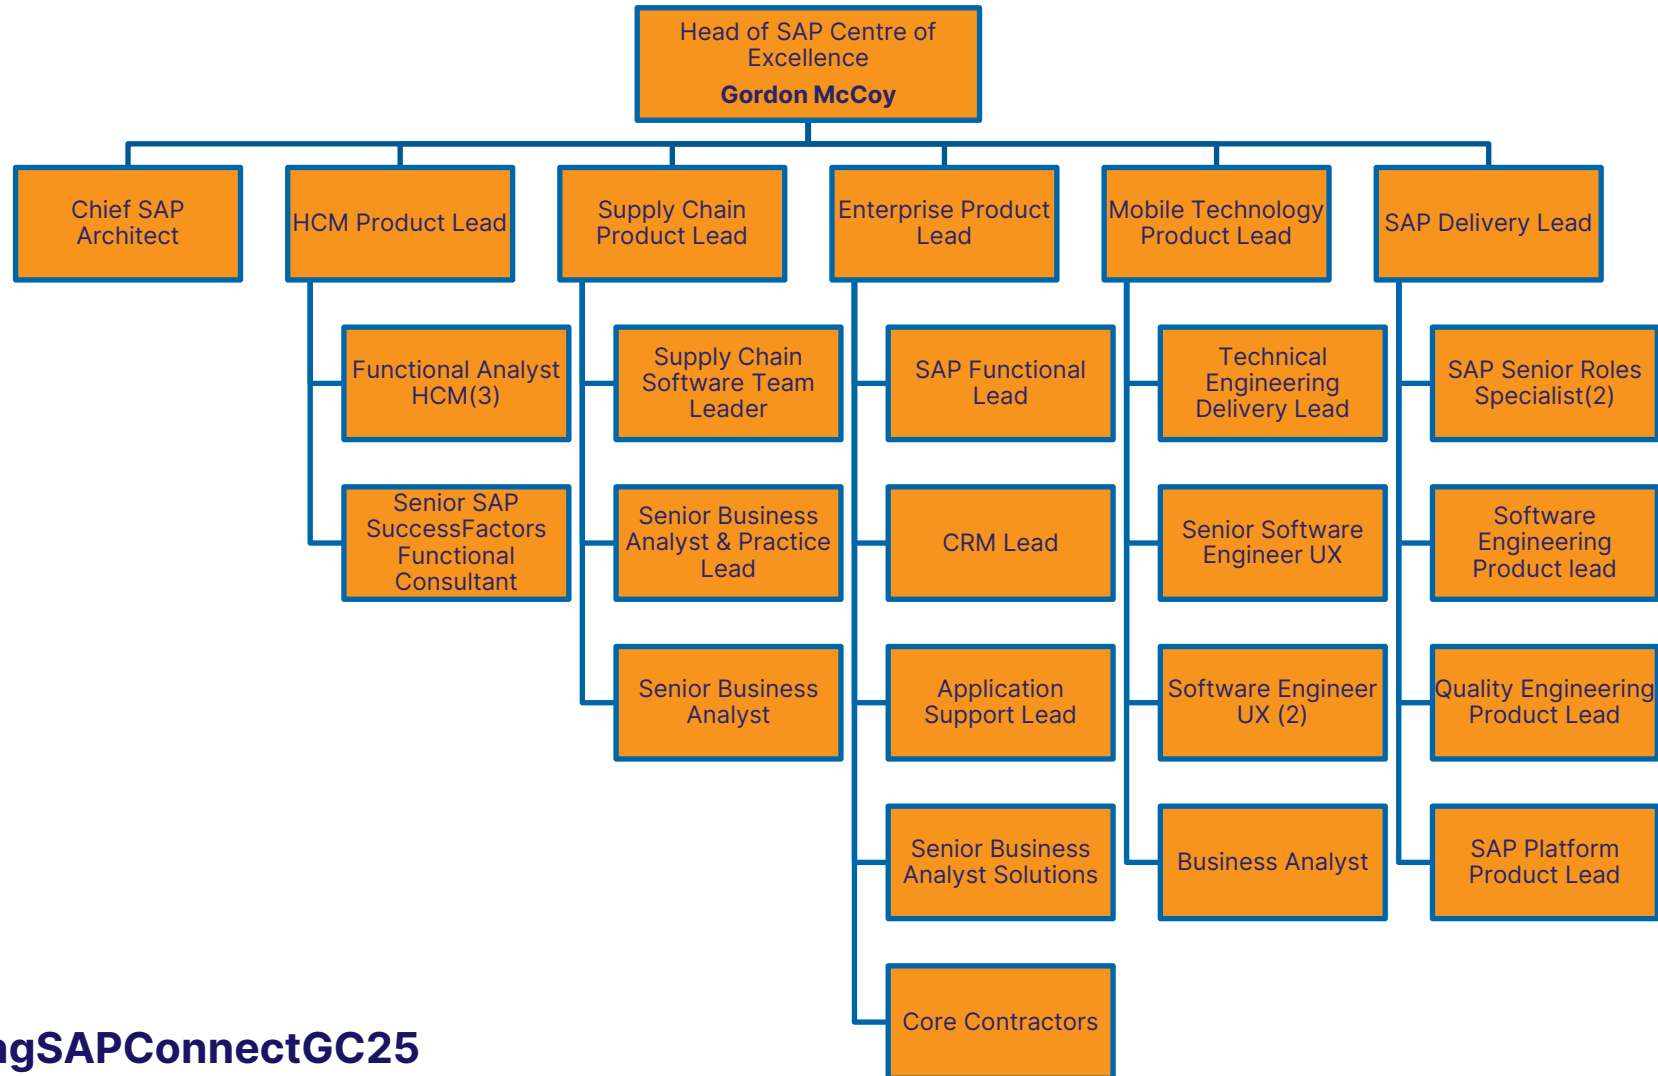 Head of SAP Centre of
Excellence
Gordon McCoy
Chief SAP
Architect
HCM Product Lead
Supply Chain
Product Lead
Enterprise Product
Lead
Mobile Technology
Product Lead
SAP Delivery Lead
Functional Analyst
HCM(3)
Senior SAP
SuccessFactors
Functional
Consultant
Supply Chain
Software Team
Leader
Senior Business
Analyst & Practice
Lead
Senior Business
Analyst
SAP Functional
Lead
CRM Lead
Application
Support Lead
Senior Business
Analyst Solutions
Core Contractors
Technical
Engineering
Delivery Lead
Senior Software
Engineer UX
Software Engineer
UX (2)
Business Analyst
SAP Senior Roles
Specialist(2)
Software
Engineering
Product lead
Quality Engineering
Product Lead
SAP Platform
Product Lead
ngSAPConnectGC25